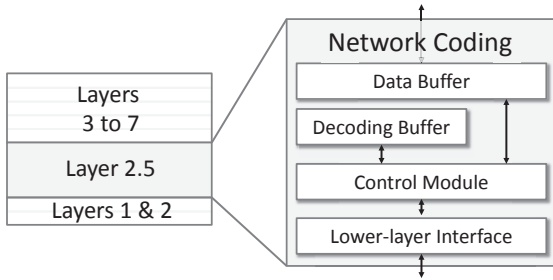 Layers
3 to 7
Layer 2.5
Layers 1 & 2
Network Coding
Data Buffer
Decoding Buffer
Control Module
Lower-layer Interface